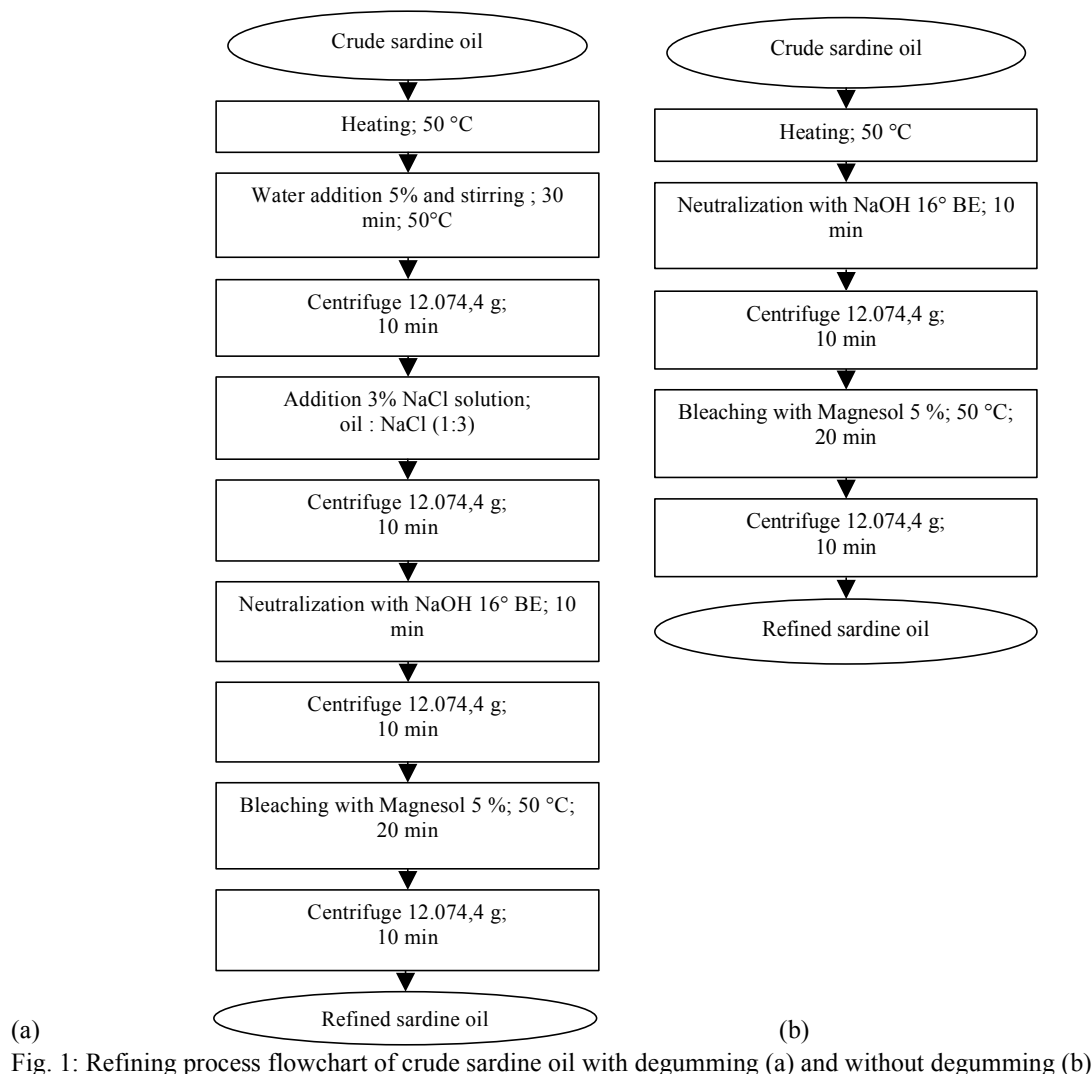 Crude sardine oil
Heating; 50 °C
Water addition 5% and stirring ; 30
min; 50°C
Centrifuge 12.074,4 g;
10 min
Addition 3% NaCl solution;
oil : NaCl (1:3)
Centrifuge 12.074,4 g;
10 min
Neutralization with NaOH 16° BE; 10
min
Centrifuge 12.074,4 g;
10 min
Bleaching with Magnesol 5 %; 50 °C;
20 min
Centrifuge 12.074,4 g;
10 min
Refined sardine oil
(a)
Crude sardine oil
Heating; 50 °C
Neutralization with NaOH 16° BE; 10
min
Centrifuge 12.074,4 g;
10 min
Bleaching with Magnesol 5 %; 50 °C;
20 min
Centrifuge 12.074,4 g;
10 min
Refined sardine oil
(b)
Fig. 1: Refining process flowchart of crude sardine oil with degumming (a) and without degumming (b)